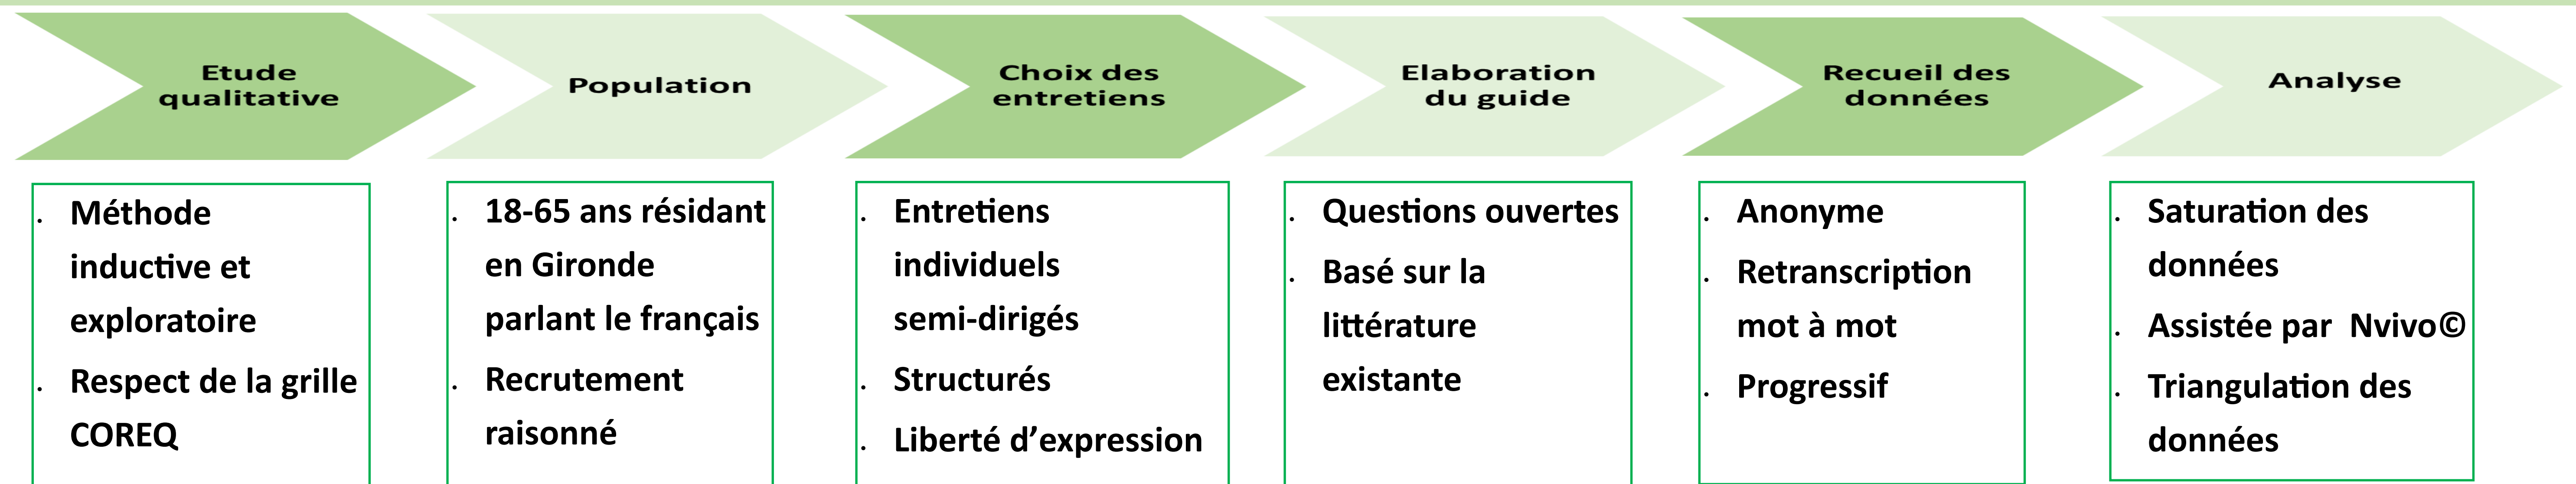 Etude
qualitative
Population
Choix des
entretiens
Elaboration
du guide
Recueil des
données
Analyse
. Méthode
inductive et
exploratoire
. Respect de la grille
COREQ
. 18-65 ans résidant
en Gironde
parlant le français
. Recrutement
raisonné
. Entretiens
individuels
semi-dirigés
. Structurés
. Liberté d’expression
. Questions ouvertes
. Basé sur la
littérature
existante
. Anonyme
. Retranscription
mot à mot
. Progressif
. Saturation des
données
. Assistée par  Nvivo©
. Triangulation des
données